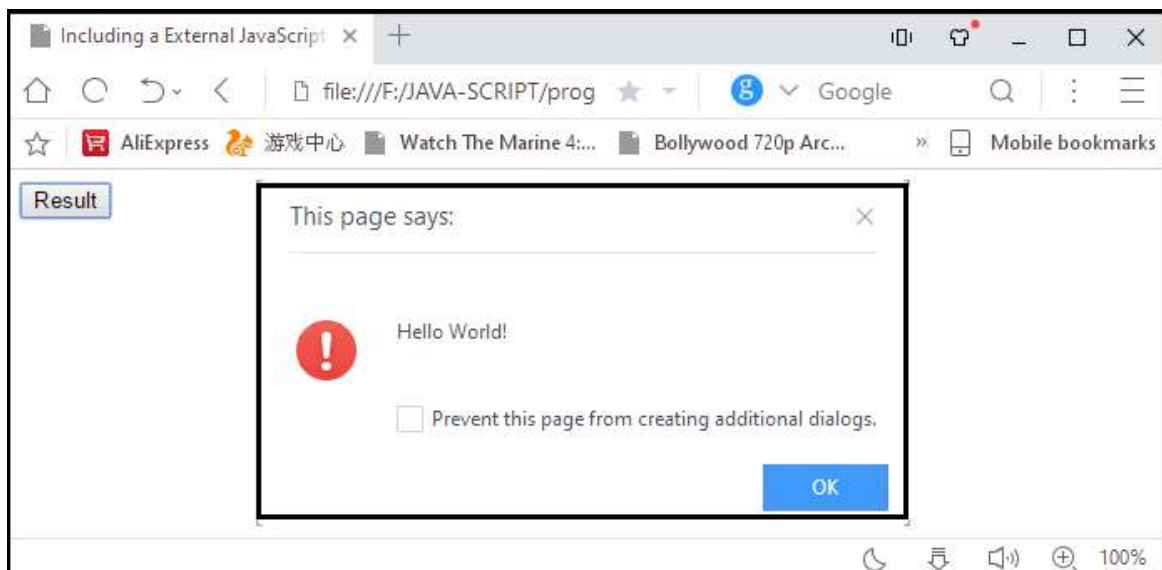 Including a External JavaScript
file:///F:/JAVA-SCRIPT/prog
g Google
AliExpress 游戏中心 Watch The Marine 4:... Bollywood 720p Arc... » Mobile bookmarks
Result
This page says:
Hello World!
Prevent this page from creating additional dialogs.
OK
100%